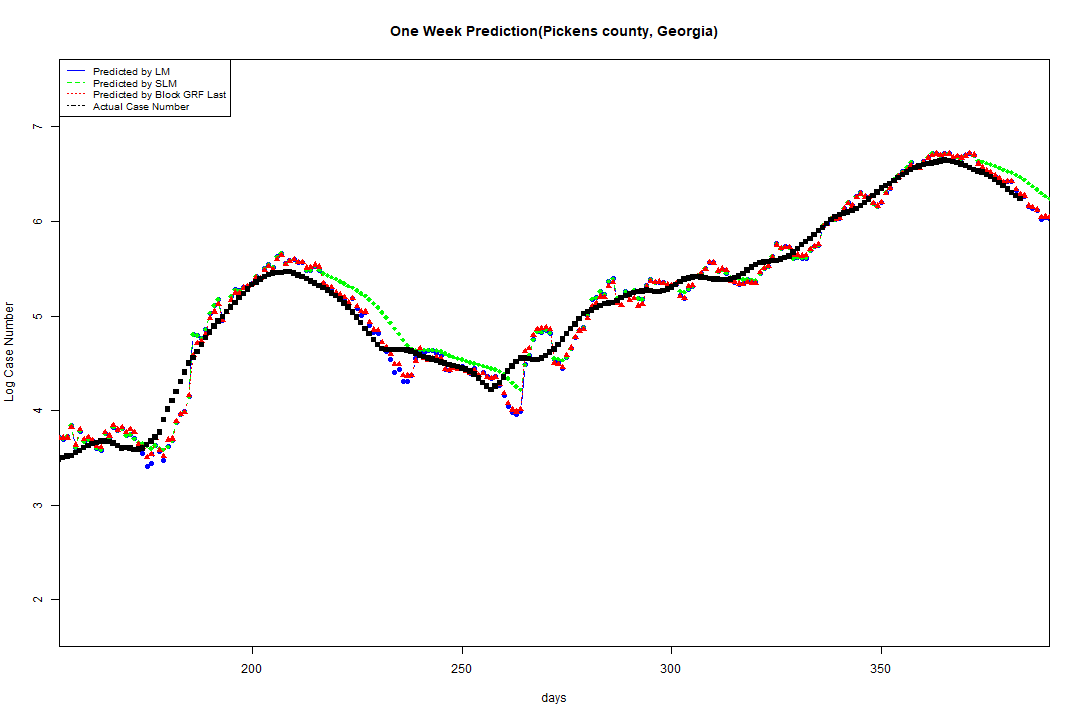 One Week Prediction(Pickens county, Georgia)
Predicted by LM
Predicted by SLM
Predicted by Block GRF Last
Actual Case Number
7
6
5
4
3
2
Log Case Number
200
250
300
350
days